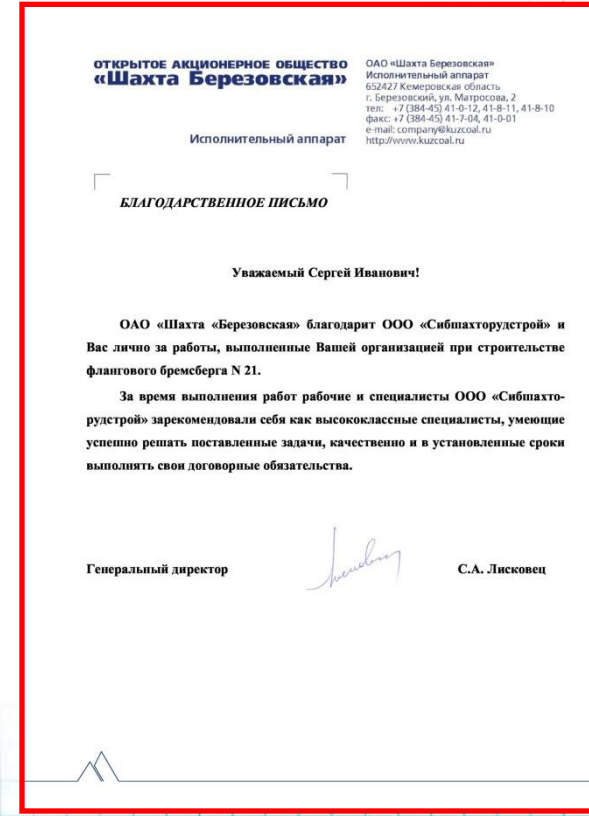 ОТКРЫТОЕ АКЦИОНЕРНОЕ ОБЩЕСТВО
«Шахта Березовская»
Исполнительный аппарат
ОАО «Шахта Березовская»
Исполнительный аппарат
652427 Кемеровская область
г. Березовский, ул. Матросова, 2
тел: +7 (384-45) 41-0-12, 41-8-11, 41-8-10
факс: +7 (384-45) 41-7-04, 41-0-01
e-mail: company@kuzcoal.ru
http://www.kuzcoal.ru
БЛАГОДАРСТВЕННОЕ ПИСЬМО
Уважаемый Сергей Иванович!
ОАО «Шахта «Березовская» благодарит ООО «Сибшахторудстрой» и
Вас лично за работы, выполненные Вашей организацией при строительстве
флангового бремсберга N 21.
За время выполнения работ рабочие и специалисты ООО «Сибшахто-
рудстрой» зарекомендовали себя как высококлассные специалисты, умеющие
успешно решать поставленные задачи, качественно и в установленные сроки
выполнять свои договорные обязательства.
Генеральный директор
С.А. Лисковец